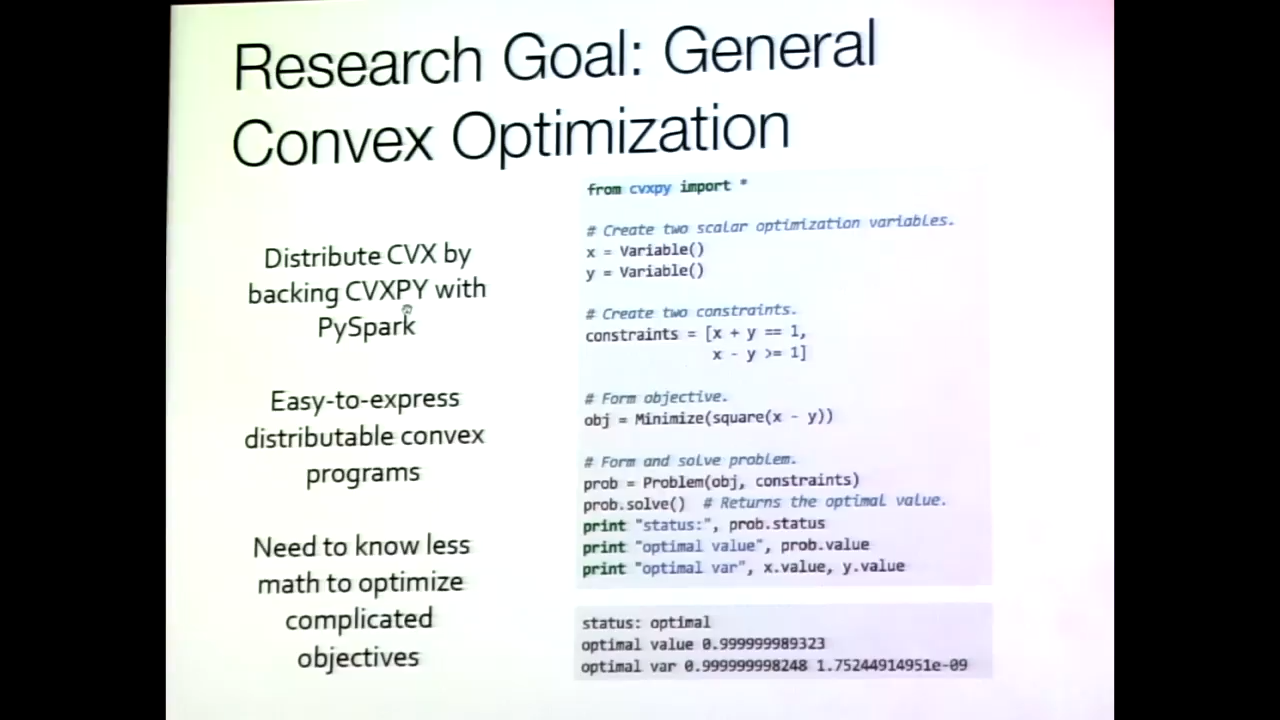 Research Goal: General
Convex Optimization
Distribute CVX by
backing CVXPY with
PySpark
Easy-to-express
distributable convex
programs
Need to know less
math to optimize
complicated
objectives
from cvxpy import *
# Create two scalar optimization variables.
x = Variable()
y = Variable()
# Create two constraints.
constraints = [x + y == 1,
x - y >= 1]
# Form objective.
obj = Minimize(square(x - y))
# Form and solve problem.
prob = Problem(obj, constraints)
prob.solve()  # Returns the optimal value.
print "status:", prob.status
print "optimal value", prob.value
print "optimal var", x.value, y.value
status: optimal
optimal value 0.999999989323
optimal var 0.999999998248 1.75244914951e-09